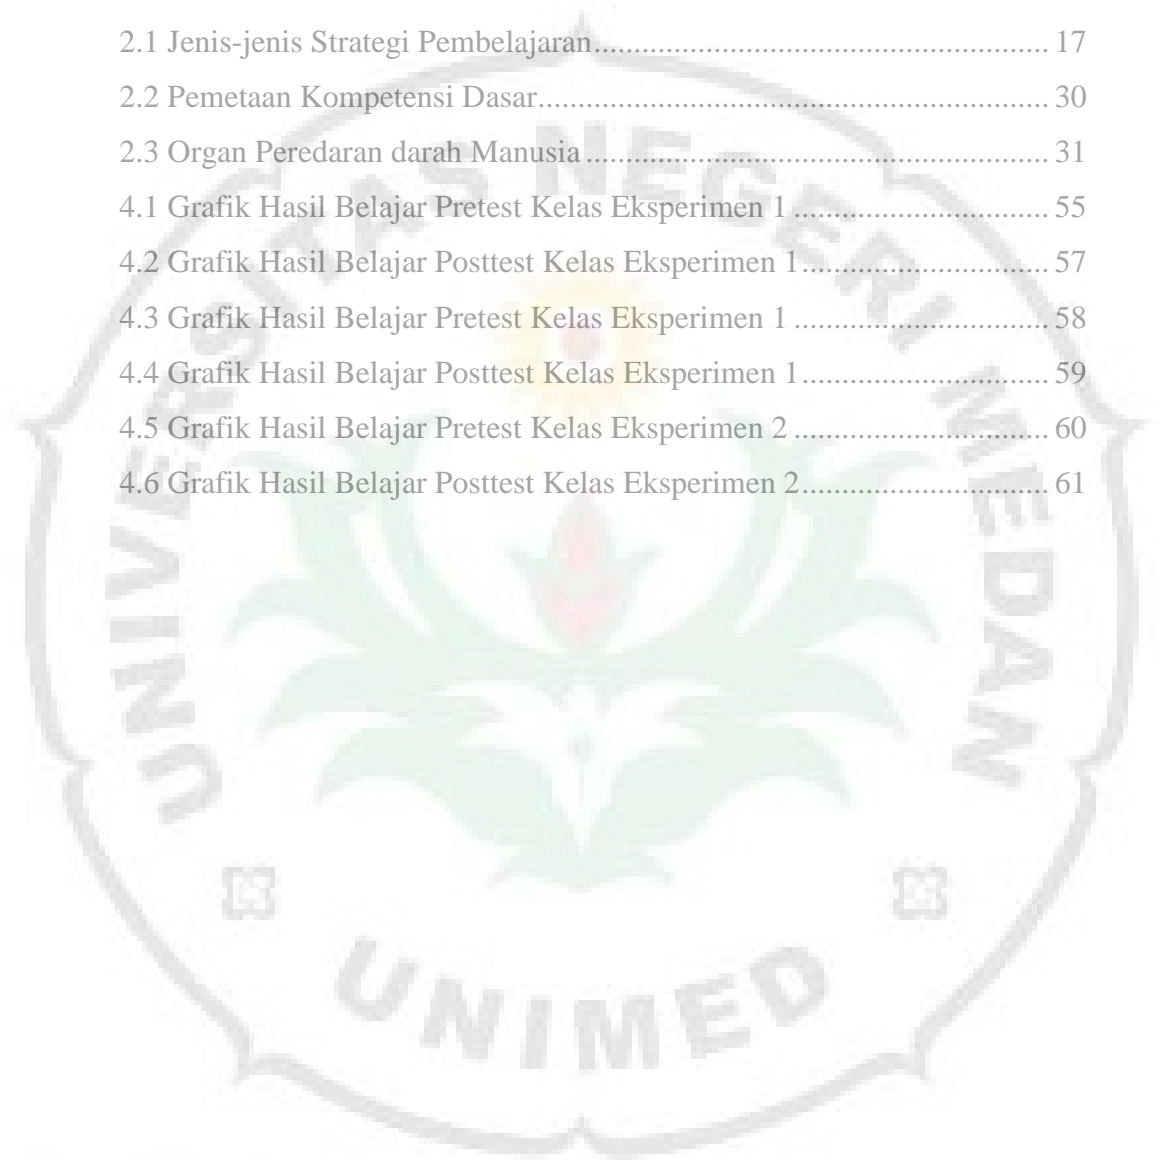 2.1 Jenis-jenis Strategi Pembelajaran........................................................ 17
2.2 Pemetaan Kompetensi Dasar............................................................... 30
2.3 Organ Peredaran darah Manusia ......................................................... 31
4.1 Grafik Hasil Belajar Pretest Kelas Eksperimen 1 ............................... 55
4.2 Grafik Hasil Belajar Posttest Kelas Eksperimen 1.............................. 57
4.3 Grafik Hasil Belajar Pretest Kelas Eksperimen 1 ............................... 58
4.4 Grafik Hasil Belajar Posttest Kelas Eksperimen 1.............................. 59
4.5 Grafik Hasil Belajar Pretest Kelas Eksperimen 2 ............................... 60
4.6 Grafik Hasil Belajar Posttest Kelas Eksperimen 2.............................. 61
UNIVERSITAS NEGERI MEDAN
UNIMED